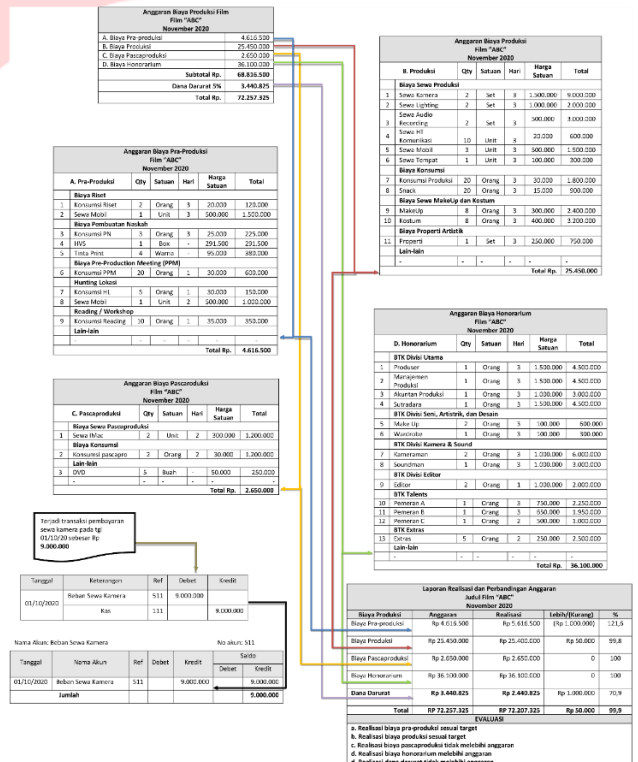 Anggaran Biaya Produksi Film
Film "ABC"
November 2020
A. Biaya Pra-produksi 4.616.500
B. Biaya Produksi 25.450.000
C. Biaya Pascaproduksi 2.650.000
D. Biaya Honorarium 36.100.000
Subtotal Rp. 68.816.500
Dana Darurat 5% 3.440.825
Total Rp. 72.257.325
Anggaran Biaya Pra-Produksi
Film "ABC"
November 2020
A. Pra-Produksi Qty Satuan Hari Harga Satuan Total
Biaya Riset
1 Konsumsi Riset 2 Orang 3 20.000 120.000
2 Sewa Mobil 1 Unit 3 500.000 1.500.000
Biaya Pembuatan Naskah
3 Konsumsi PN 3 Orang 3 25.000 225.000
4 HVS 1 Box - 291.500 291.500
5 Tinta Print 4 Warna - 95.000 380.000
Biaya Pre-Production Meeting (PPM)
6 Konsumsi PPM 20 Orang 1 30.000 600.000
Hunting Lokasi
7 Konsumsi HL 5 Orang 1 30.000 150.000
8 Sewa Mobil 1 Unit 2 500.000 1.000.000
Reading / Workshop
9 Konsumsi Reading 10 Orang 1 35.000 350.000
Lain-lain
- - - - - -
Total Rp. 4.616.500
Anggaran Biaya Pascaroduksi
Film "ABC"
November 2020
C. Pascaproduksi Qty Satuan Hari Harga Satuan Total
Biaya Sewa Pascaproduksi
1 Sewa IMac 2 Unit 2 300.000 1.200.000
Biaya Konsumsi
2 Konsumsi pascapro 2 Orang 2 30.000 1.200.000
Lain-lain
3 DVD 5 Buah - 50.000 250.000
- - - - - -
Total Rp. 2.650.000
Terjadi transaksi pembayaran
sewa kamera pada tgl
01/10/20 sebesar Rp
9.000.000
Tanggal Keterangan Ref Debet Kredit
01/10/2020 Beban Sewa Kamera 511 9.000.000
Kas 111 9.000.000
Nama Akun: Beban Sewa Kamera No akun: 511
Tanggal Nama Akun Ref Debet Kredit Saldo
Debet Kredit
01/10/2020 Beban Sewa Kamera 511 9.000.000 9.000.000
Jumlah 9.000.000
Anggaran Biaya Produksi
Film "ABC"
November 2020
B. Produksi Qty Satuan Hari Harga Satuan Total
Biaya Sewa Produksi
1 Sewa Kamera 2 Set 3 1.500.000 9.000.000
2 Sewa Lighting 2 Set 3 1.000.000 2.000.000
3 Sewa Audio Recording 2 Set 3 500.000 3.000.000
4 Sewa HT Komunikasi 10 Unit 3 20.000 600.000
5 Sewa Mobil 3 Unit 3 500.000 1.500.000
6 Sewa Tempat 1 Unit 3 100.000 300.000
Biaya Konsumsi
7 Konsumsi Produksi 20 Orang 3 30.000 1.800.000
8 Snack 20 Orang 3 15.000 900.000
Biaya Sewa MakeUp dan Kostum
9 MakeUp 8 Orang 3 300.000 2.400.000
10 Kostum 8 Orang 3 400.000 3.200.000
Biaya Properti Artistik
11 Properti 1 Set 3 250.000 750.000
Lain-lain
- - - - - -
Total Rp. 25.450.000
Anggaran Biaya Honorarium
Film "ABC"
November 2020
D. Honorarium Qty Satuan Hari Harga Satuan Total
BTK Divisi Utama
1 Produser 1 Orang 3 1.500.000 4.500.000
2 Manajemen Produksi 1 Orang 3 1.500.000 4.500.000
3 Akuntan Produksi 1 Orang 3 1.000.000 3.000.000
4 Sutradara 1 Orang 3 1.500.000 4.500.000
BTK Divisi Seni, Artistrik, dan Desain
5 Make Up 2 Orang 3 100.000 600.000
6 Wardrobe 1 Orang 3 100.000 300.000
BTK Divisi Kamera & Sound
7 Kameraman 2 Orang 3 1.000.000 6.000.000
8 Soundman 1 Orang 3 1.000.000 3.000.000
BTK Divisi Editor
9 Editor 2 Orang 1 1.000.000 2.000.000
BTK Talents
10 Pemeran A 1 Orang 3 750.000 2.250.000
11 Pemeran B 1 Orang 3 650.000 1.950.000
12 Pemeran C 1 Orang 2 500.000 1.000.000
BTK Extras
13 Extras 5 Orang 2 250.000 2.500.000
Lain-lain
- - - - - -
Total Rp. 36.100.000
Laporan Realisasi dan Perbandingan Anggaran
Judul Film "ABC"
November 2020
Biaya Produksi Anggaran Realisasi Lebih/(Kurang) %
Biaya Pra-produksi Rp 4.616.500 Rp 5.616.500 (Rp 1.000.000) 121,6
Biaya Produksi Rp 25.450.000 Rp 25.400.000 Rp 50.000 99,8
Biaya Pascaproduksi Rp 2.650.000 Rp 2.650.000 0 100
Biaya Honorarium Rp 36.100.000 Rp 36.100.000 0 100
Dana Darurat Rp 3.440.825 Rp 2.440.825 Rp 1.000.000 70,9
Total RP 72.257.325 RP 72.207.325 Rp 50.000 99,9
EVALUASI
a. Realisasi biaya pra-produksi sesuai target
b. Realisasi biaya produksi sesuai target
c. Realisasi biaya pascaproduksi tidak melebihi anggaran
d. Realisasi biaya honorarium melebihi anggaran